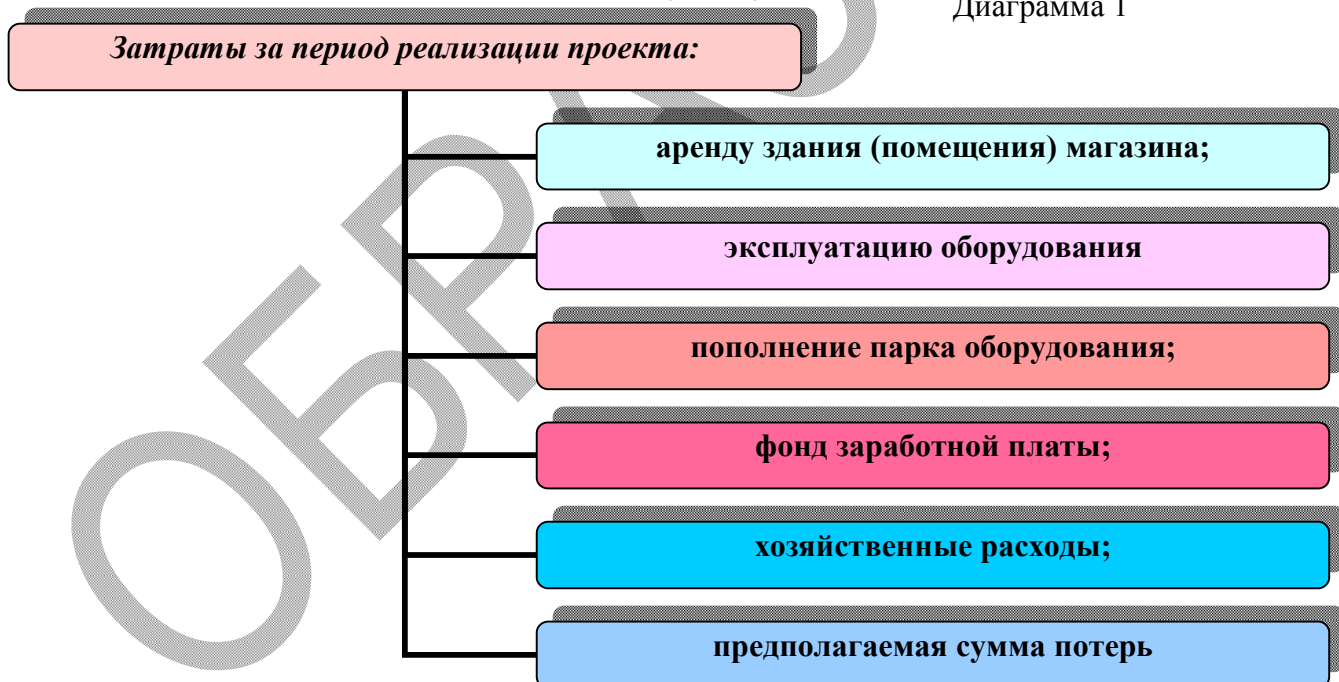 Диаграмма 1
Затраты за период реализации проекта:
аренду здания (помещения) магазина;
эксплуатацию оборудования
пополнение парка оборудования;
фонд заработной платы;
хозяйственные расходы;
предполагаемая сумма потерь